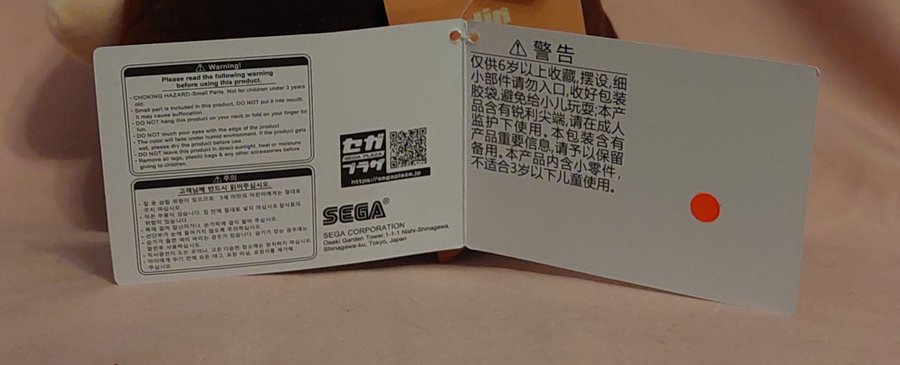 Warning!
Please read the following warning
before using this product.
・CHOKING HAZARD-Small Parts. Not for children under 3 years
old.
・Small part is included in this product, DO NOT put it into mouth.
It may cause suffocation.
・DO NOT hang this product on your neck or fold on your finger for
fun.
・DO NOT touch your eyes with the edge of the product.
・The color will fade under humid environment. If the product gets
wet, please dry the product before use.
・DO NOT leave this product in direct sunlight, heat or moisture.
・Remove all tags, plastic bags & any other accessories before
giving to children.
주의
고객님께 반드시 읽어주십시오.
セガ
SEGA PLAZA
プラザ
https://segaplaza.jp
SEGA®
SEGA CORPORATION
Osaki Garden Tower,1-1-1 Nishi-Shinagawa,
Shinagawa-ku, Tokyo, Japan
警告
仅供6岁以上收藏,摆设,细
小部件请勿入口,收好包装
胶袋,避免给小儿玩耍;本产
品含有锐利尖端,请在成人
监护下使用。本包装含有
产品重要信息,请予以保留
备用。本产品内含小零件,
不适合3岁以下儿童使用。